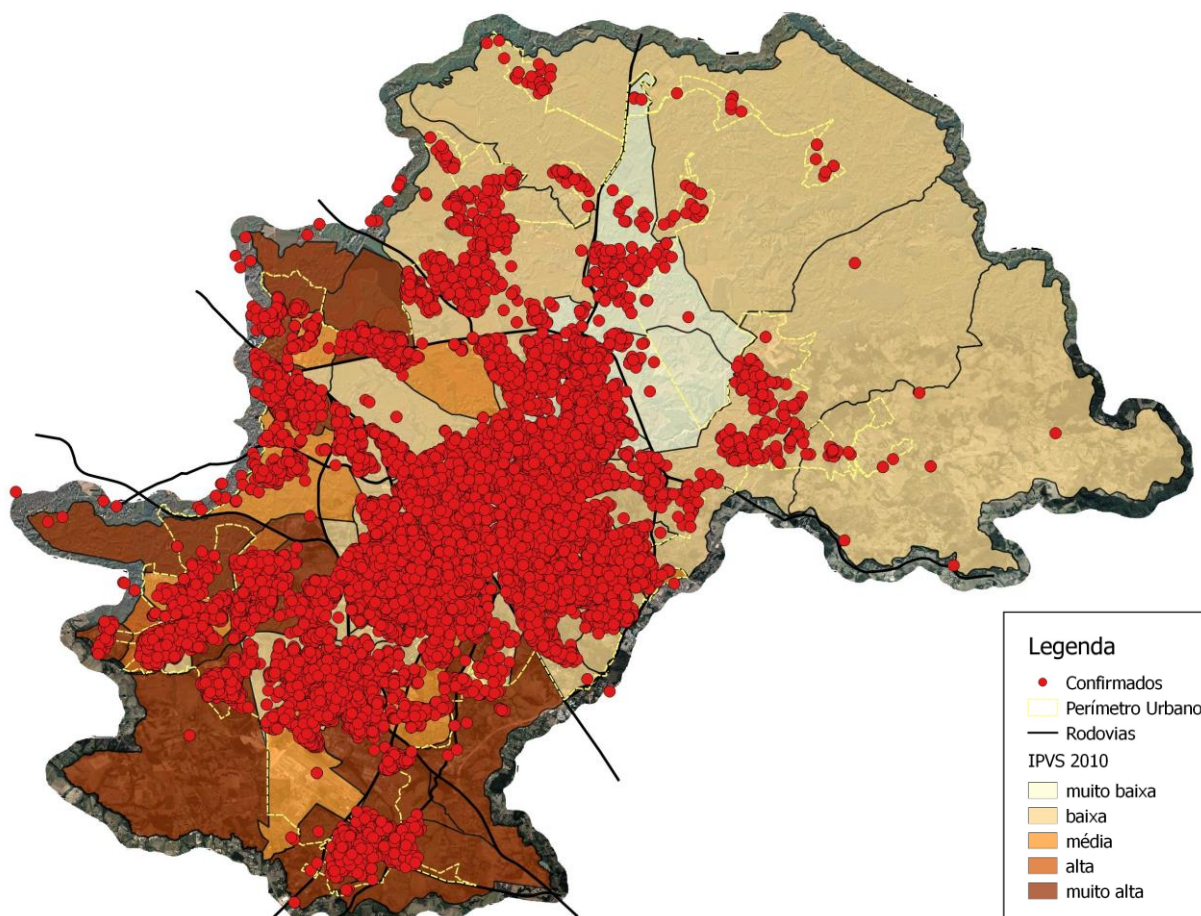 Legenda
Confirmados
Perímetro Urbano
Rodovias
IPVS 2010
muito baixa
baixa
média
alta
muito alta